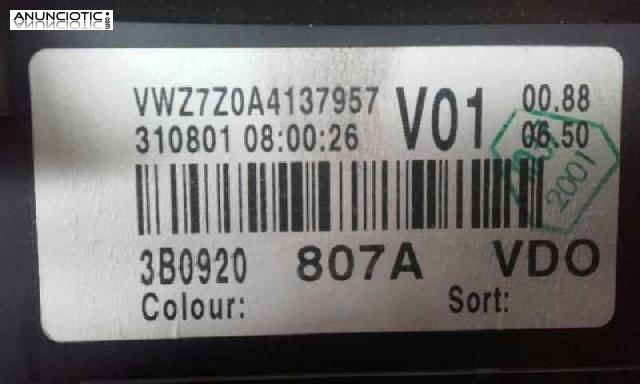 ANUNCIOTIC
.com
VWZ7Z0A4137957 V01 00.88
310801 08:00:26 06.50
2001
3B0920 807A VDO
Colour: Sort: